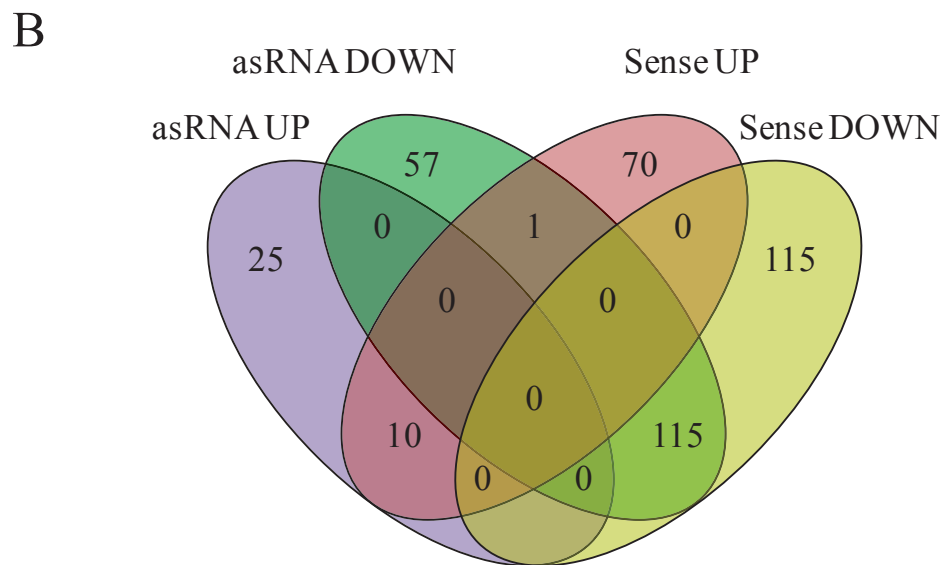 B
asRNA DOWN Sense UP
asRNA UP Sense DOWN
57 70
0 1 0
25 115
0 0
0
10 115
0 0